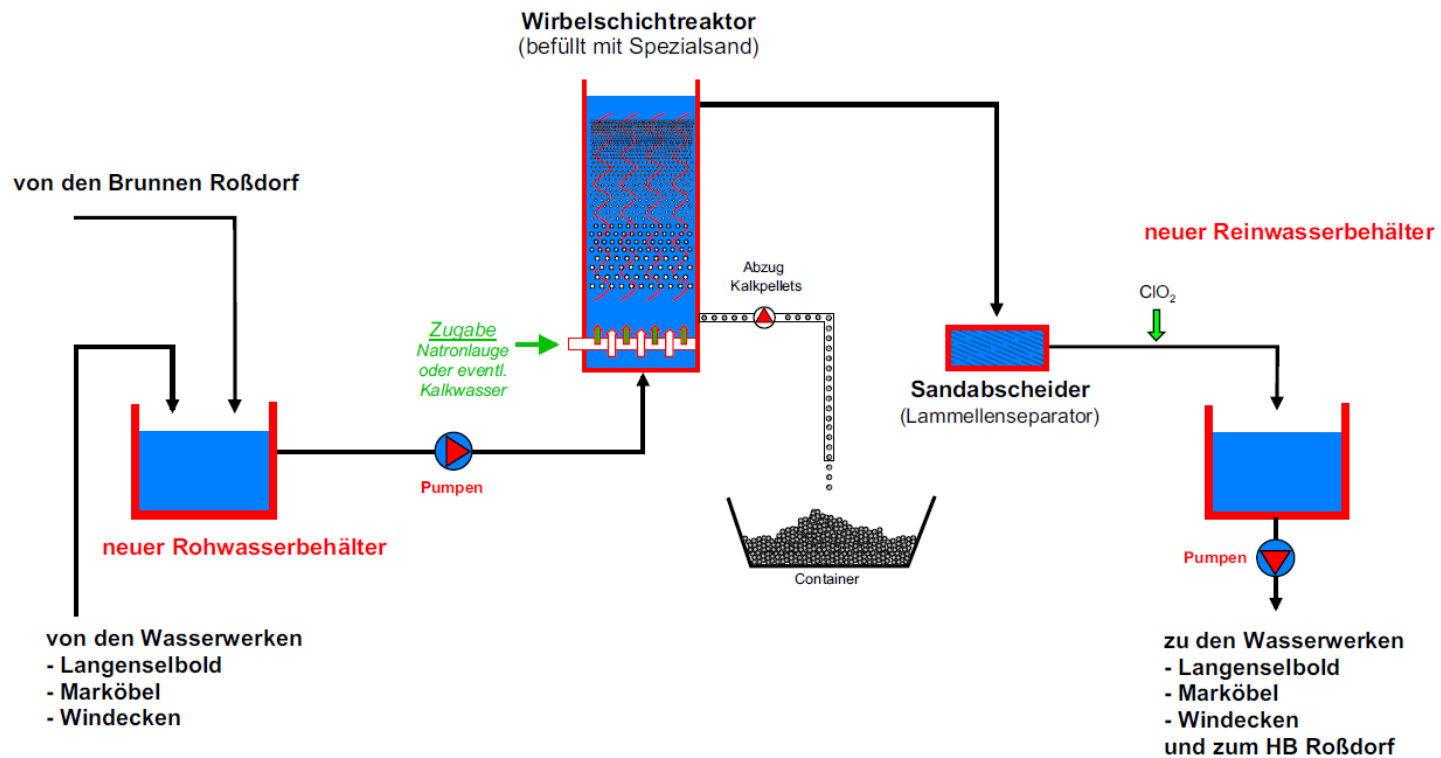 Wirbelschichtreaktor
(befüllt mit Spezialsand)
von den Brunnen Roßdorf
neuer Reinwasserbehälter
Abzug
Kalkpellets
ClO₂
Zugabe
Natronlauge
oder eventl.
Kalkwasser
Sandabscheider
(Lammellenseparator)
Pumpen
neuer Rohwasserbehälter
Container
Pumpen
von den Wasserwerken
- Langenselbold
- Marköbel
- Windecken
zu den Wasserwerken
- Langenselbold
- Marköbel
- Windecken
und zum HB Roßdorf